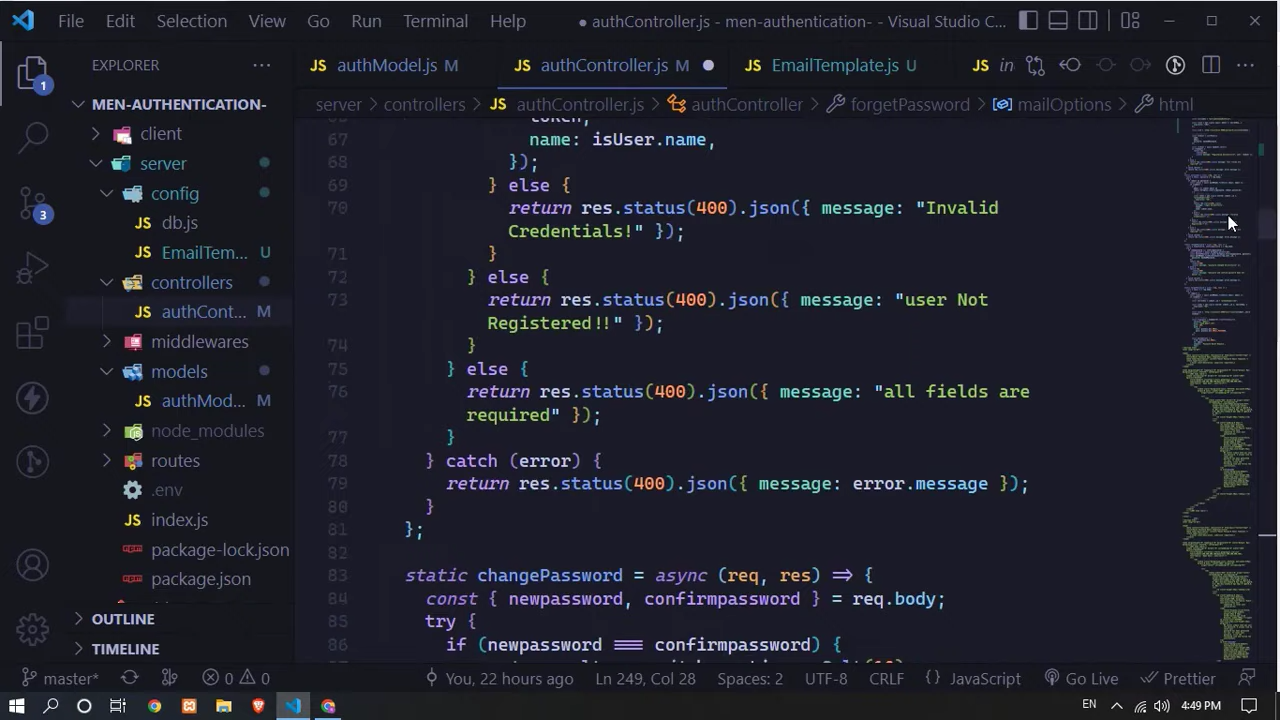 File Edit Selection View Go Run Terminal Help
● authController.js - men-authentication- - Visual Studio C...
EXPLORER
JS authModel.js M
JS authController.js M
JS EmailTemplate.js U
JS in
server > controllers > JS authController.js > authController > forgetPassword > mailOptions > html
1
3
MEN-AUTHENTICATION-
client
server
config
JS db.js
JS EmailTem... U
controllers
JS authCont... M
middlewares
models
JS authMod... M
node_modules
routes
.env
JS index.js
package-lock.json
package.json
OUTLINE
TIMELINE
token,
67 name: isUser.name,
68 });
69 } else {
70 return res.status(400).json({ message: "Invalid
Credentials!" });
71 }
72 } else {
73 return res.status(400).json({ message: "user Not
Registered!!" });
74 }
75 } else {
76 return res.status(400).json({ message: "all fields are
required" });
77 }
78 } catch (error) {
79 return res.status(400).json({ message: error.message });
80 }
81 };
82
83 static changePassword = async (req, res) => {
84 const { newpassword, confirmpassword } = req.body;
85 try {
86 if (newpassword === confirmpassword) {
master* 0 0 You, 22 hours ago Ln 249, Col 28 Spaces: 2 UTF-8 CRLF {} JavaScript Go Live Prettier
EN 4:49 PM